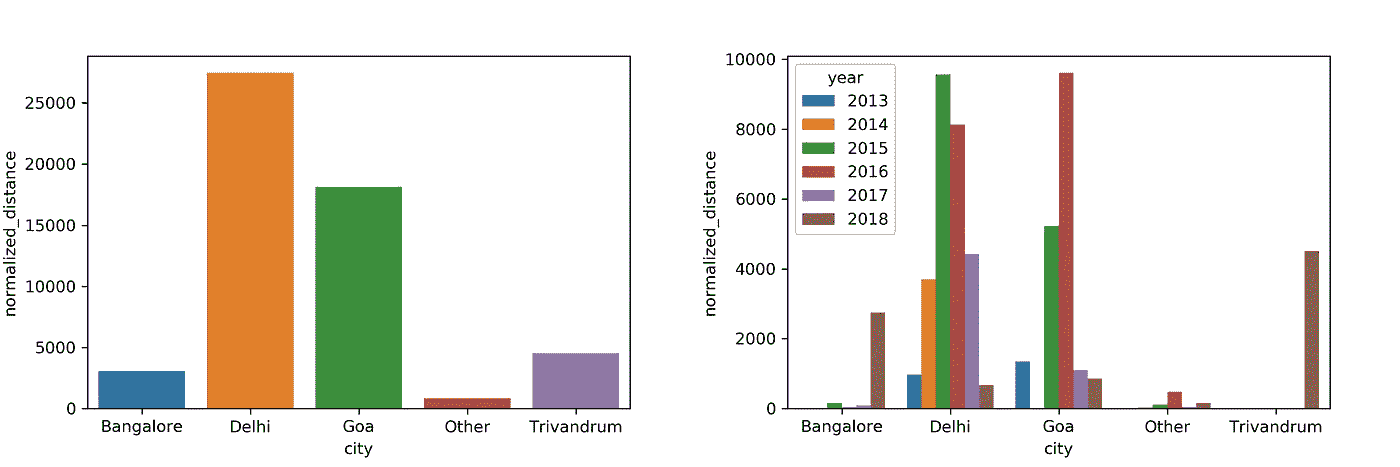 normalized_distance
25000
20000
15000
10000
5000
0
Bangalore Delhi Goa Other Trivandrum
city
normalized_distance
10000
8000
6000
4000
2000
0
year
2013
2014
2015
2016
2017
2018
Bangalore Delhi Goa Other Trivandrum
city